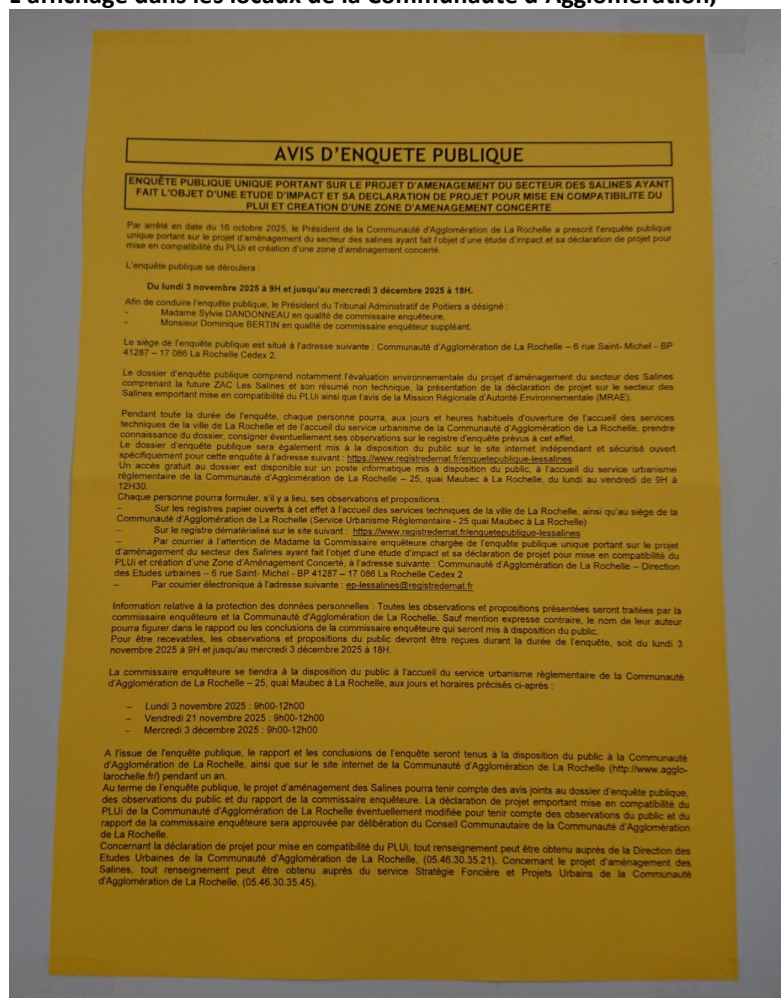 L'affichage dans les locaux de la Communauté d'Agglomération,
AVIS D'ENQUETE PUBLIQUE
ENQUÊTE PUBLIQUE UNIQUE PORTANT SUR LE PROJET D'AMENAGEMENT DU SECTEUR DES SALINES AYANT
FAIT L'OBJET D'UNE ETUDE D'IMPACT ET SA DECLARATION DE PROJET POUR MISE EN COMPATIBILITE DU
PLUI ET CREATION D'UNE ZONE D'AMENAGEMENT CONCERTE
Par arrêté en date du 16 octobre 2025, le Président de la Communauté d'Agglomération de La Rochelle a prescrit l'enquête publique
unique portant sur le projet d'aménagement du secteur des salines ayant fait l'objet d'une étude d'impact et sa déclaration de projet pour
mise en compatibilité du PLUi et création d'une zone d'aménagement concerté.
L'enquête publique se déroulera :
Du lundi 3 novembre 2025 à 9H et jusqu'au mercredi 3 décembre 2025 à 18H.
Afin de conduire l'enquête publique, le Président du Tribunal Administratif de Poitiers a désigné :
- Madame Sylvie DANDONNEAU en qualité de commissaire enquêteure,
- Monsieur Dominique BERTIN en qualité de commissaire enquêteur suppléant.
Le siège de l'enquête publique est situé à l'adresse suivante : Communauté d'Agglomération de La Rochelle – 6 rue Saint- Michel - BP
41287 – 17 086 La Rochelle Cedex 2.
Le dossier d'enquête publique comprend notamment l'évaluation environnementale du projet d'aménagement du secteur des Salines
comprenant la future ZAC Les Salines et son résumé non technique, la présentation de la déclaration de projet sur le secteur des
Salines emportant mise en compatibilité du PLUi ainsi que l'avis de la Mission Régionale d'Autorité Environnementale (MRAE).
Pendant toute la durée de l'enquête, chaque personne pourra, aux jours et heures habituels d'ouverture de l'accueil des services
techniques de la ville de La Rochelle et de l'accueil du service urbanisme de la Communauté d'Agglomération de La Rochelle, prendre
connaissance du dossier, consigner éventuellement ses observations sur le registre d'enquête prévus à cet effet.
Le dossier d'enquête publique sera également mis à la disposition du public sur le site internet indépendant et sécurisé ouvert
spécifiquement pour cette enquête à l'adresse suivant : https://www.registredemat.fr/enquetepublique-lessalines
Un accès gratuit au dossier est disponible sur un poste informatique mis à disposition du public, à l'accueil du service urbanisme
règlementaire de la Communauté d'Agglomération de La Rochelle – 25, quai Maubec à La Rochelle, du lundi au vendredi de 9H à
12H30.
Chaque personne pourra formuler, s'il y a lieu, ses observations et propositions :
– Sur les registres papier ouverts à cet effet à l'accueil des services techniques de la ville de La Rochelle, ainsi qu'au siège de la
Communauté d'Agglomération de La Rochelle (Service Urbanisme Règlementaire - 25 quai Maubec à La Rochelle)
– Sur le registre dématérialisé sur le site suivant : https://www.registredemat.fr/enquetepublique-lessalines
– Par courrier à l'attention de Madame la Commissaire enquêteure chargée de l'enquête publique unique portant sur le projet
d'aménagement du secteur des Salines ayant fait objet d'une étude d'impact et sa déclaration de projet pour mise en compatibilité du
PLUi et création d'une Zone d'Aménagement Concerté, à l'adresse suivante : Communauté d'Agglomération de La Rochelle – Direction
des Etudes urbaines – 6 rue Saint- Michel - BP 41287 – 17 086 La Rochelle Cedex 2
– Par courrier électronique à l'adresse suivante : ep-lessalines@registredemat.fr
Information relative à la protection des données personnelles : Toutes les observations et propositions présentées seront traitées par la
commissaire enquêteure et la Communauté d'Agglomération de La Rochelle. Sauf mention expresse contraire, le nom de leur auteur
pourra figurer dans le rapport ou les conclusions de la commissaire enquêteure qui seront mis à disposition du public.
Pour être recevables, les observations et propositions du public devront être reçues durant la durée de l'enquête, soit du lundi 3
novembre 2025 à 9H et jusqu'au mercredi 3 décembre 2025 à 18H.
La commissaire enquêteure se tiendra à la disposition du public à l'accueil du service urbanisme règlementaire de la Communauté
d'Agglomération de La Rochelle – 25, quai Maubec à La Rochelle, aux jours et horaires précisés ci-après :
– Lundi 3 novembre 2025 : 9h00-12h00
– Vendredi 21 novembre 2025 : 9h00-12h00
– Mercredi 3 décembre 2025 : 9h00-12h00
A l'issue de l'enquête publique, le rapport et les conclusions de l'enquête seront tenus à la disposition du public à la Communauté
d'Agglomération de La Rochelle, ainsi que sur le site internet de la Communauté d'Agglomération de La Rochelle (http://www.agglo-
larochelle.fr/) pendant un an.
Au terme de l'enquête publique, le projet d'aménagement des Salines pourra tenir compte des avis joints au dossier d'enquête publique,
des observations du public et du rapport de la commissaire enquêteure. La déclaration de projet emportant mise en compatibilité du
PLUi de la Communauté d'Agglomération de La Rochelle éventuellement modifiée pour tenir compte des observations du public et du
rapport de la commissaire enquêteure sera approuvée par délibération du Conseil Communautaire de la Communauté d'Agglomération
de La Rochelle.
Concernant la déclaration de projet pour mise en compatibilité du PLUi, tout renseignement peut être obtenu auprès de la Direction des
Etudes Urbaines de la Communauté d'Agglomération de La Rochelle, (05.46.30.35.21). Concernant le projet d'aménagement des
Salines, tout renseignement peut être obtenu auprès du service Stratégie Foncière et Projets Urbains de la Communauté
d'Agglomération de La Rochelle, (05.46.30.35.45).